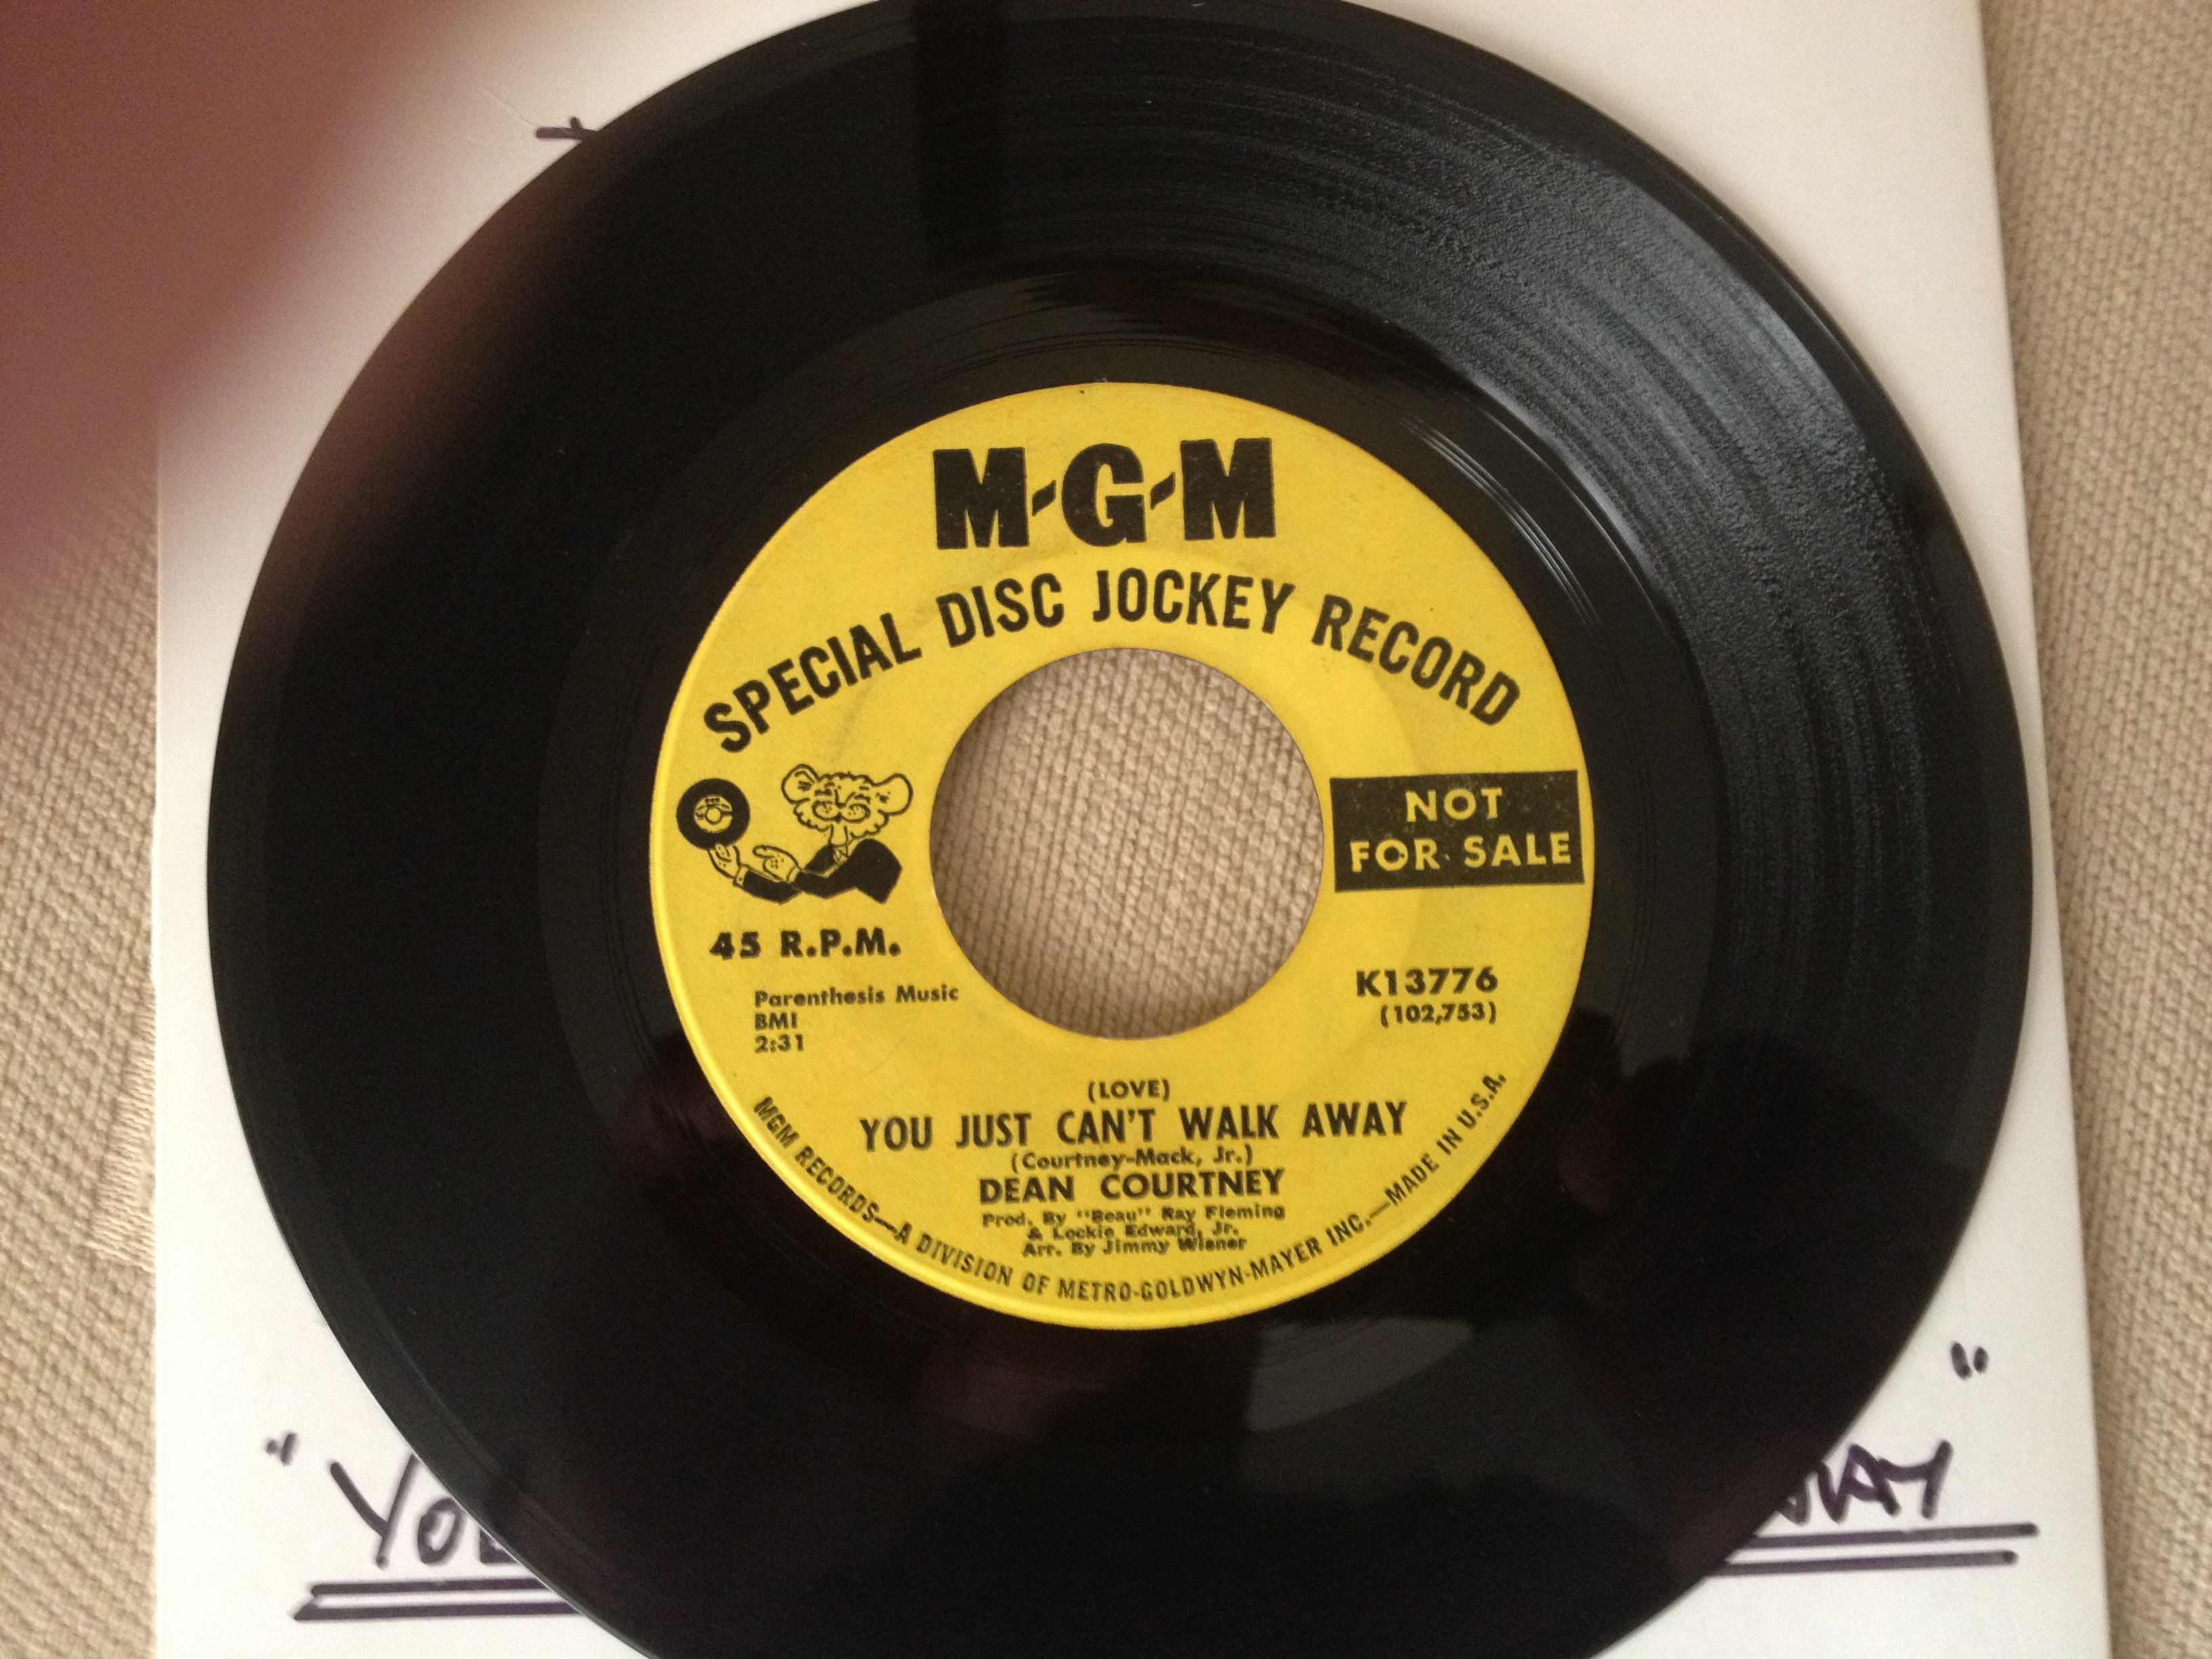 M-G-M
SPECIAL DISC JOCKEY RECORD
NOT
FOR SALE
45 R.P.M.
Parenthesis Music
BMI
2:31
K13776
(102,753)
(LOVE)
YOU JUST CAN'T WALK AWAY
(Courtney-Mack, Jr.)
DEAN COURTNEY
Prod. By "Beau" Ray Fleming
& Lockie Edward, Jr.
Arr. By Jimmy Wisner
MGM RECORDS—A DIVISION OF METRO-GOLDWYN-MAYER INC.—MADE IN U.S.A.